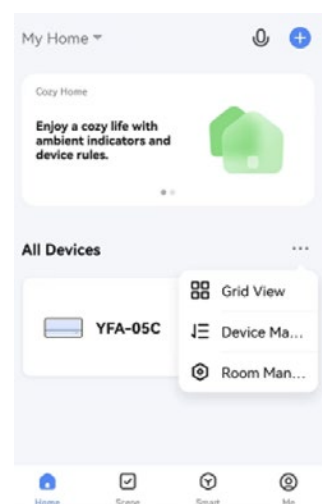 My Home
Cozy Home
Enjoy a cozy life with
ambient indicators and
device rules.
All Devices
Grid View
YFA-05C
Device Ma...
Room Man...
Home
Scene
Smart
Me